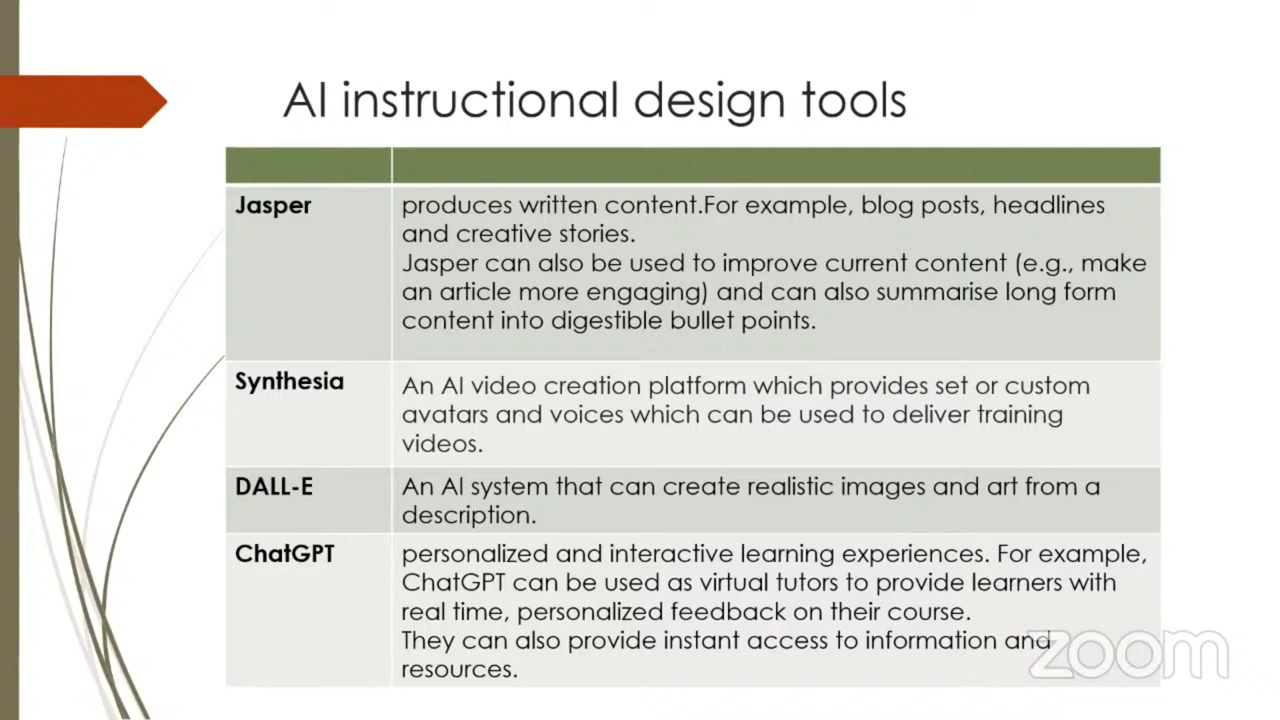 AI instructional design tools
Jasper
produces written content.For example, blog posts, headlines
and creative stories.
Jasper can also be used to improve current content (e.g., make
an article more engaging) and can also summarise long form
content into digestible bullet points.
Synthesia
An AI video creation platform which provides set or custom
avatars and voices which can be used to deliver training
videos.
DALL-E
An AI system that can create realistic images and art from a
description.
ChatGPT
personalized and interactive learning experiences. For example,
ChatGPT can be used as virtual tutors to provide learners with
real time, personalized feedback on their course.
They can also provide instant access to information and
resources.
zoom